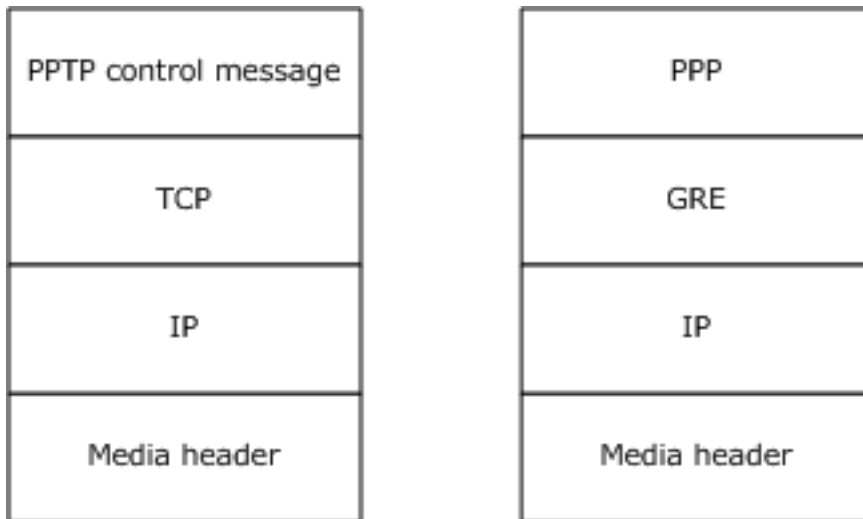 PPTP control message
TCP
IP
Media header
PPP
GRE
IP
Media header